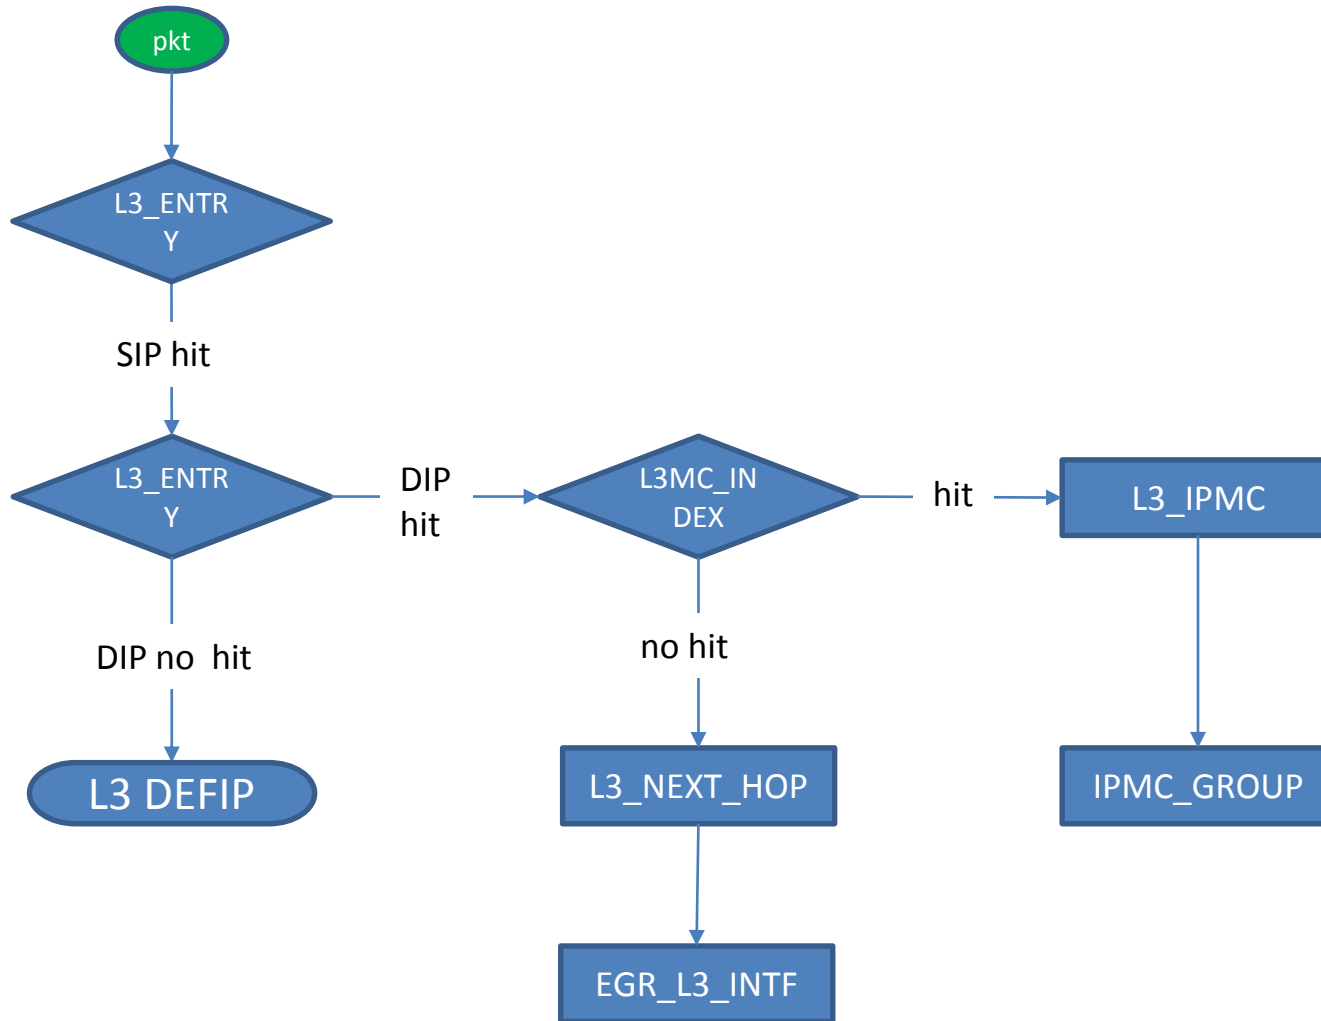 pkt
L3_ENTR
Y
SIP hit
L3_ENTR
Y
DIP
hit
L3MC_IN
DEX
hit
L3_IPMC
DIP no  hit
no hit
L3 DEFIP
L3_NEXT_HOP
IPMC_GROUP
EGR_L3_INTF